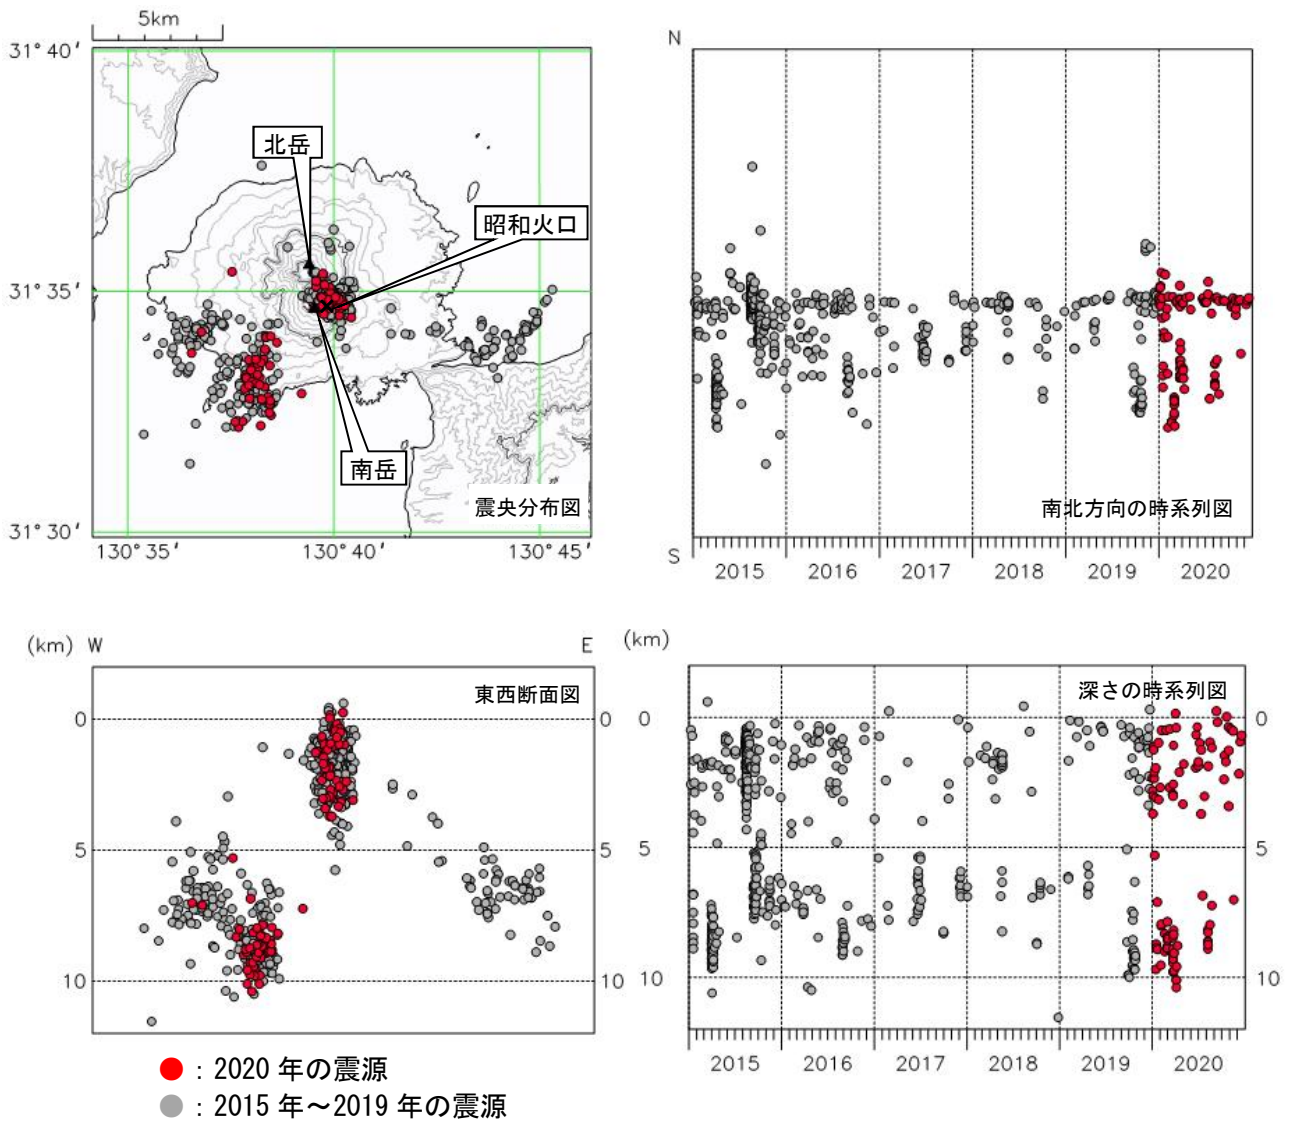 5km
31°40′
31°35′
31°30′
130°35′
130°40′
130°45′
北岳
昭和火口
南岳
震央分布図
N
S
南北方向の時系列図
2015
2016
2017
2018
2019
2020
(km)
W
E
東西断面図
0
5
10
0
5
10
(km)
深さの時系列図
0
5
10
0
5
10
2015
2016
2017
2018
2019
2020
：2020 年の震源
：2015 年～2019 年の震源